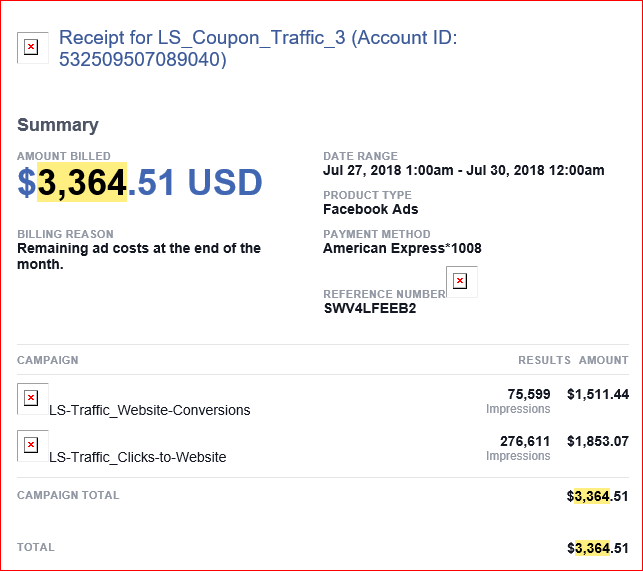 Receipt for LS_Coupon_Traffic_3 (Account ID:
532509507089040)
Summary
AMOUNT BILLED
$3,364.51 USD
BILLING REASON
Remaining ad costs at the end of the
month.
DATE RANGE
Jul 27, 2018 1:00am - Jul 30, 2018 12:00am
PRODUCT TYPE
Facebook Ads
PAYMENT METHOD
American Express*1008
REFERENCE NUMBER
SWV4LFEEB2
CAMPAIGN RESULTS AMOUNT
LS-Traffic_Website-Conversions 75,599 Impressions $1,511.44
LS-Traffic_Clicks-to-Website 276,611 Impressions $1,853.07
CAMPAIGN TOTAL $3,364.51
TOTAL $3,364.51